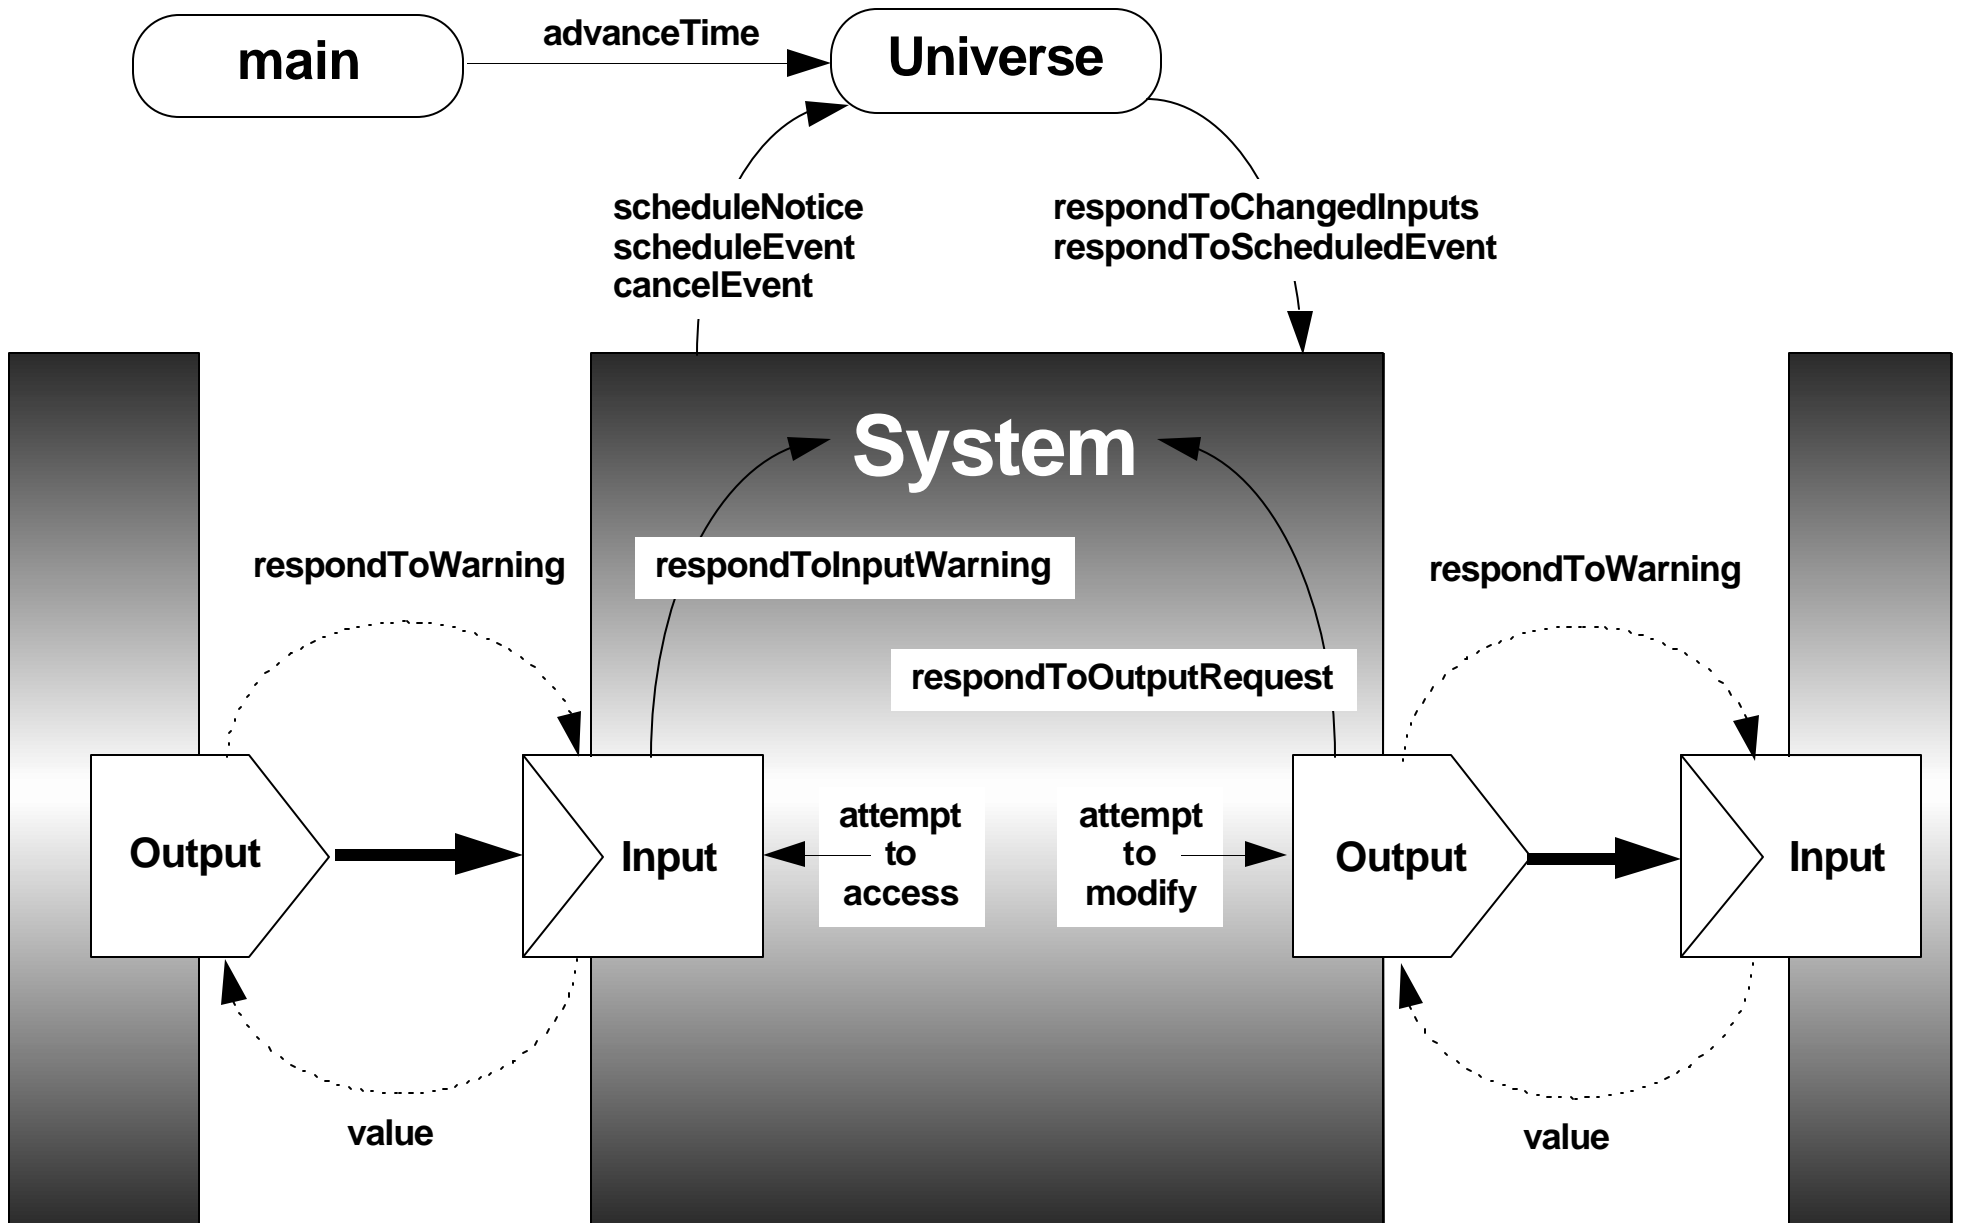 main
advanceTime
Universe
scheduleNotice
scheduleEvent
cancelEvent
respondToChangedInputs
respondToScheduledEvent
System
respondToWarning
respondToInputWarning
respondToWarning
respondToOutputRequest
Output
Input
attempt
to
access
attempt
to
modify
Output
Input
value
value